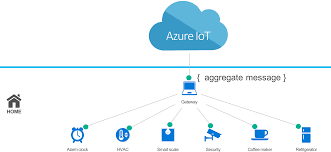 Azure IoT
{ aggregate message }
Gateway
HOME
Alarm clock
HVAC
Smart scale
Security
Coffee maker
Refrigerator